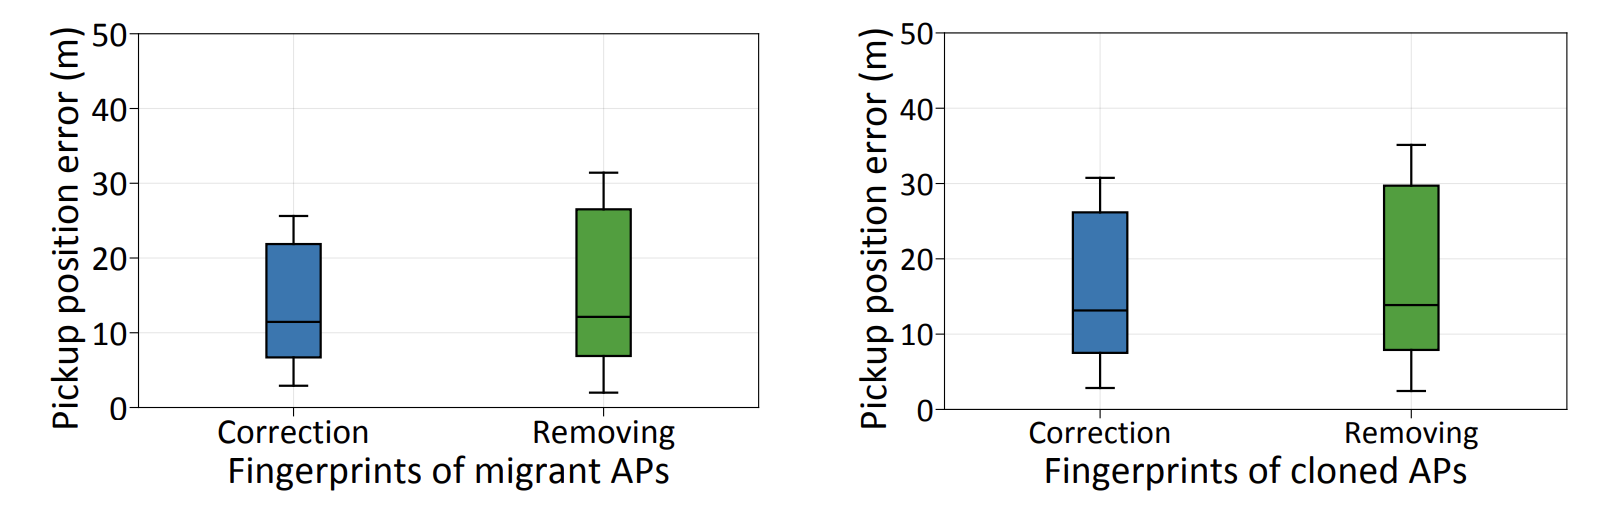 Pickup position error (m)
50
40
30
20
10
0
Correction Removing
Fingerprints of migrant APs
Pickup position error (m)
50
40
30
20
10
0
Correction Removing
Fingerprints of cloned APs